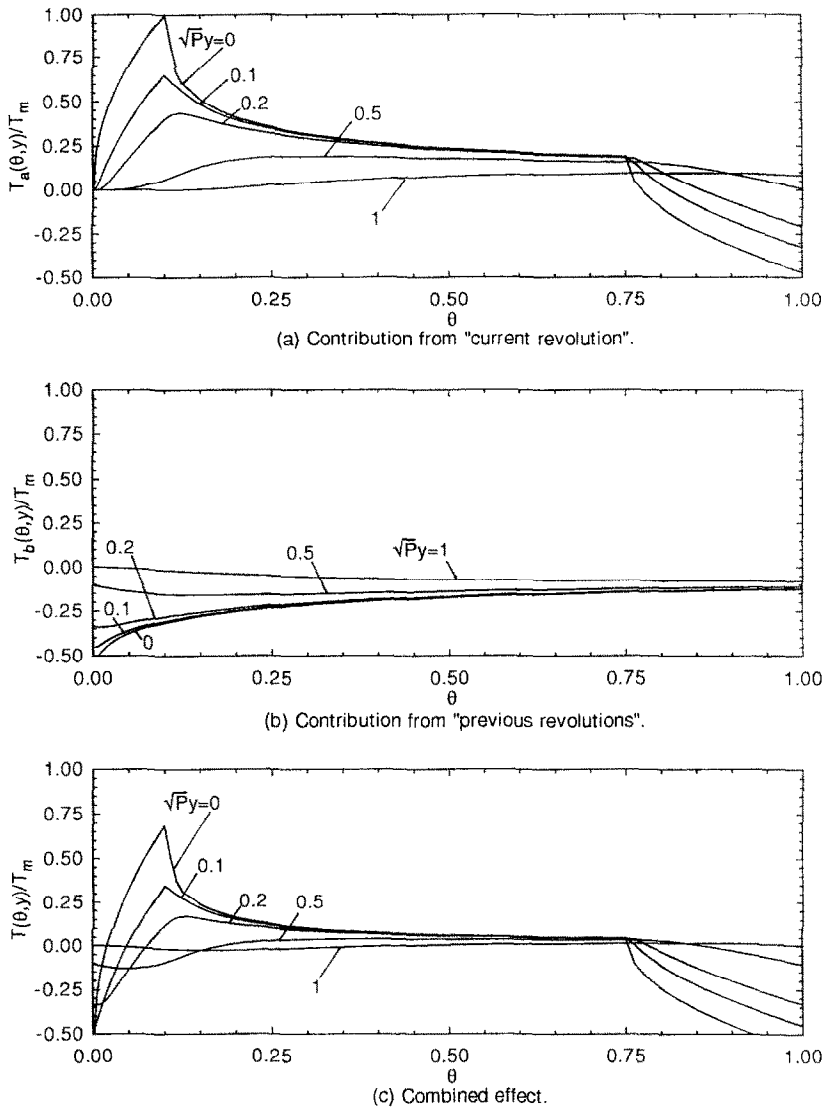 1.00
0.75
0.50
0.25
0.00
-0.25
-0.50
Tₐ(θ,y)/Tₘ
√Py=0
0.1
0.2
0.5
1
0.00 0.25 0.50 0.75 1.00
θ
(a) Contribution from "current revolution".
1.00
0.75
0.50
0.25
0.00
-0.25
-0.50
T_b(θ,y)/Tₘ
0.2
0.5
√Py=1
0.1
0
0.00 0.25 0.50 0.75 1.00
θ
(b) Contribution from "previous revolutions".
1.00
0.75
0.50
0.25
0.00
-0.25
-0.50
T(θ,y)/Tₘ
√Py=0
0.1
0.2
0.5
1
0.00 0.25 0.50 0.75 1.00
θ
(c) Combined effect.